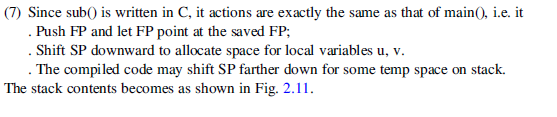 (7) Since sub() is written in C, it actions are exactly the same as that of main(), i.e. it
. Push FP and let FP point at the saved FP;
. Shift SP downward to allocate space for local variables u, v.
. The compiled code may shift SP farther down for some temp space on stack.
The stack contents becomes as shown in Fig. 2.11.